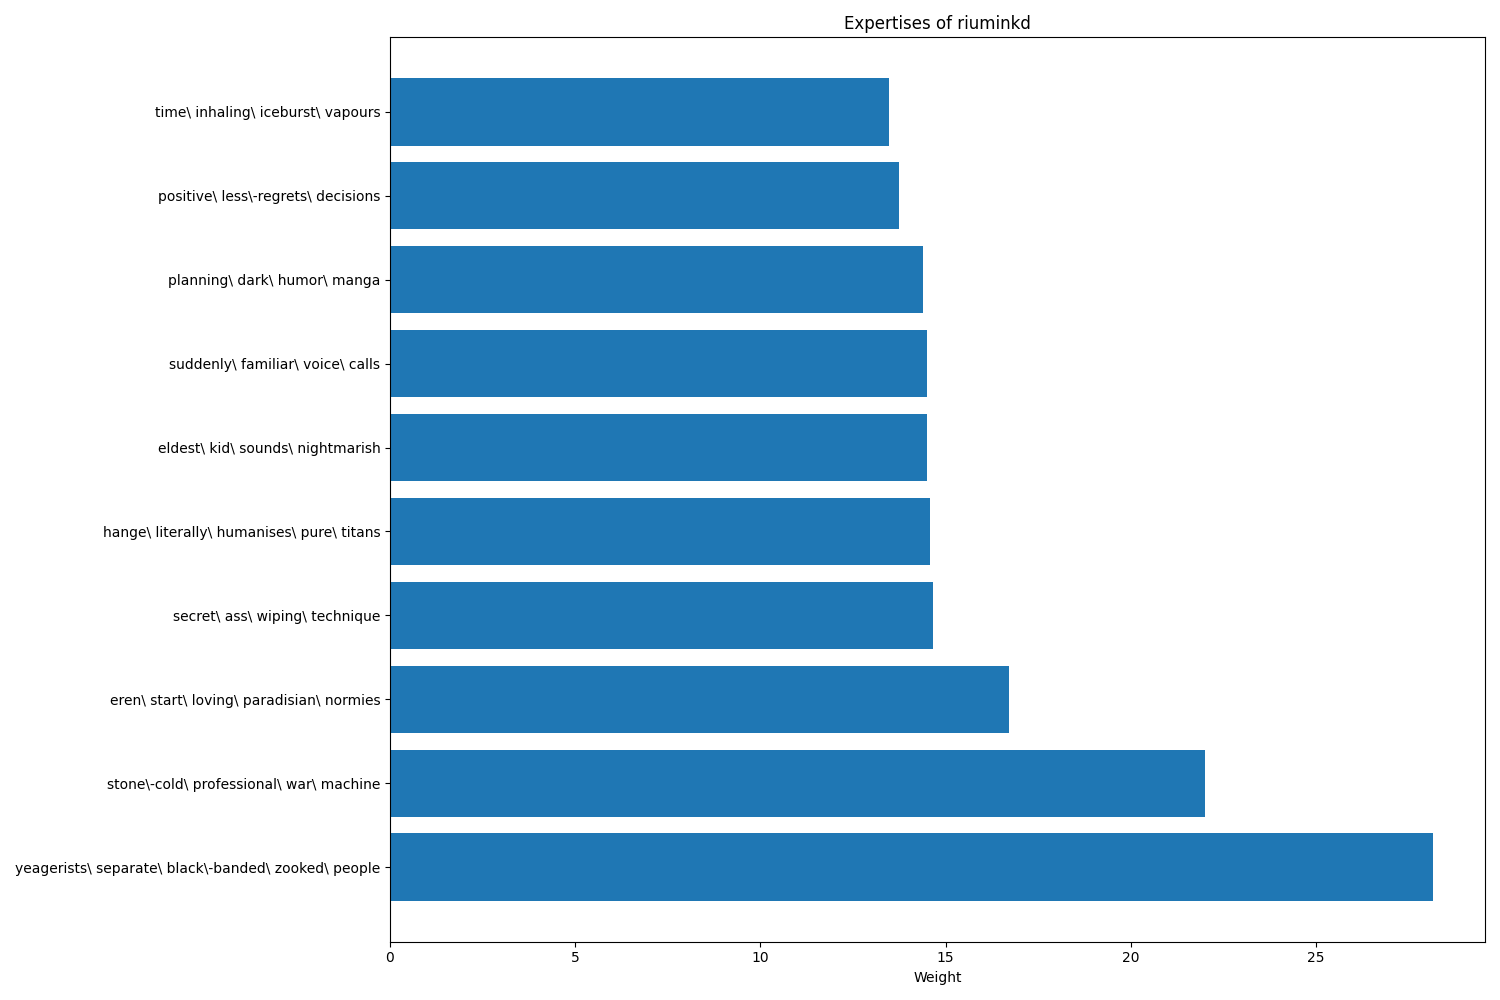 Expertises of riuminkd
time\ inhaling\ iceburst\ vapours
positive\ less\-regrets\ decisions
planning\ dark\ humor\ manga
suddenly\ familiar\ voice\ calls
eldest\ kid\ sounds\ nightmarish
hange\ literally\ humanises\ pure\ titans
secret\ ass\ wiping\ technique
eren\ start\ loving\ paradisian\ normies
stone\-cold\ professional\ war\ machine
yeagerists\ separate\ black\-banded\ zooked\ people
0 5 10 15 20 25
Weight